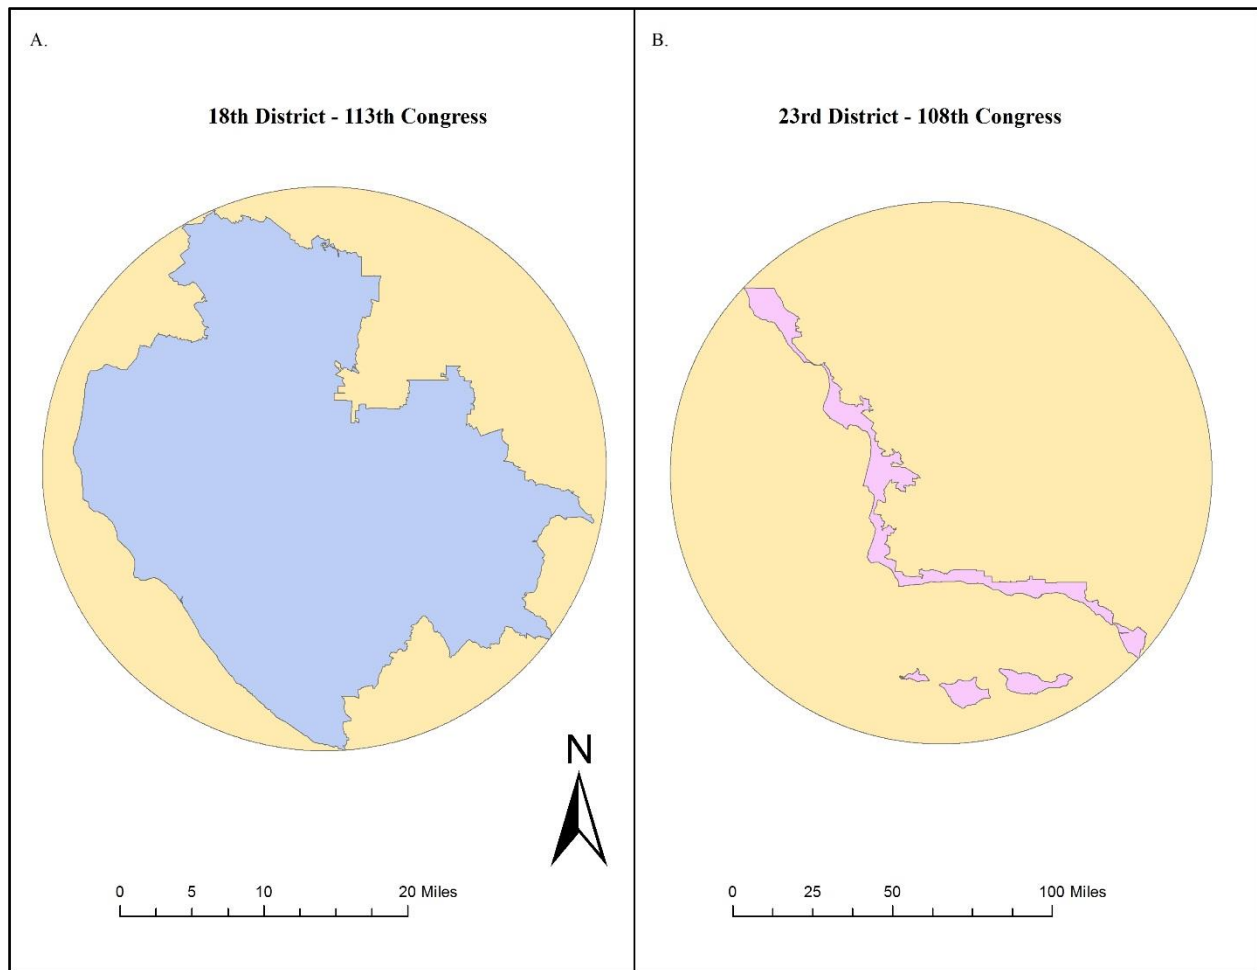 A.
18th District - 113th Congress
N
0 5 10 20 Miles
B.
23rd District - 108th Congress
0 25 50 100 Miles